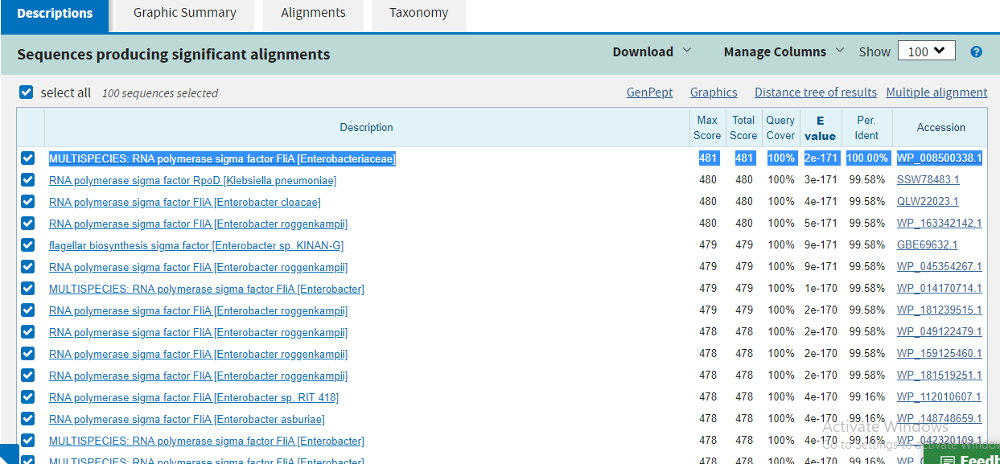 Descriptions Graphic Summary Alignments Taxonomy
Sequences producing significant alignments Download Manage Columns Show 100 ?
select all 100 sequences selected GenPept Graphics Distance tree of results Multiple alignment
Description Max Score Total Score Query Cover E value Per. Ident Accession
MULTISPECIES: RNA polymerase sigma factor FliA [Enterobacteriaceae] 481 481 100% 2e-171 100.00% WP_008500338.1
RNA polymerase sigma factor RpoD [Klebsiella pneumoniae] 480 480 100% 3e-171 99.58% SSW78483.1
RNA polymerase sigma factor FliA [Enterobacter cloacae] 480 480 100% 4e-171 99.58% QLW22023.1
RNA polymerase sigma factor FliA [Enterobacter roggenkampii] 480 480 100% 5e-171 99.58% WP_163342142.1
flagellar biosynthesis sigma factor [Enterobacter sp. KINAN-G] 479 479 100% 9e-171 99.58% GBE69632.1
RNA polymerase sigma factor FliA [Enterobacter roggenkampii] 479 479 100% 9e-171 99.58% WP_045354267.1
MULTISPECIES: RNA polymerase sigma factor FliA [Enterobacter] 479 479 100% 1e-170 99.58% WP_014170714.1
RNA polymerase sigma factor FliA [Enterobacter roggenkampii] 479 479 100% 2e-170 99.58% WP_181239515.1
RNA polymerase sigma factor FliA [Enterobacter roggenkampii] 478 478 100% 2e-170 99.58% WP_049122479.1
RNA polymerase sigma factor FliA [Enterobacter roggenkampii] 478 478 100% 2e-170 99.58% WP_159125460.1
RNA polymerase sigma factor FliA [Enterobacter roggenkampii] 478 478 100% 2e-170 99.58% WP_181519251.1
RNA polymerase sigma factor FliA [Enterobacter sp. RIT 418] 478 478 100% 4e-170 99.16% WP_112010607.1
RNA polymerase sigma factor FliA [Enterobacter asburiae] 478 478 100% 4e-170 99.16% WP_148748659.1
Activate Windows
MULTISPECIES: RNA polymerase sigma factor FliA [Enterobacter] 478 478 100% 4e-170 99.16% WP_042320109.1
Go to Settings to activate Windows
MULTISPECIES: RNA polymerase sigma factor FliA [Enterobacter] 478 478 100% 4e-170 99.16%